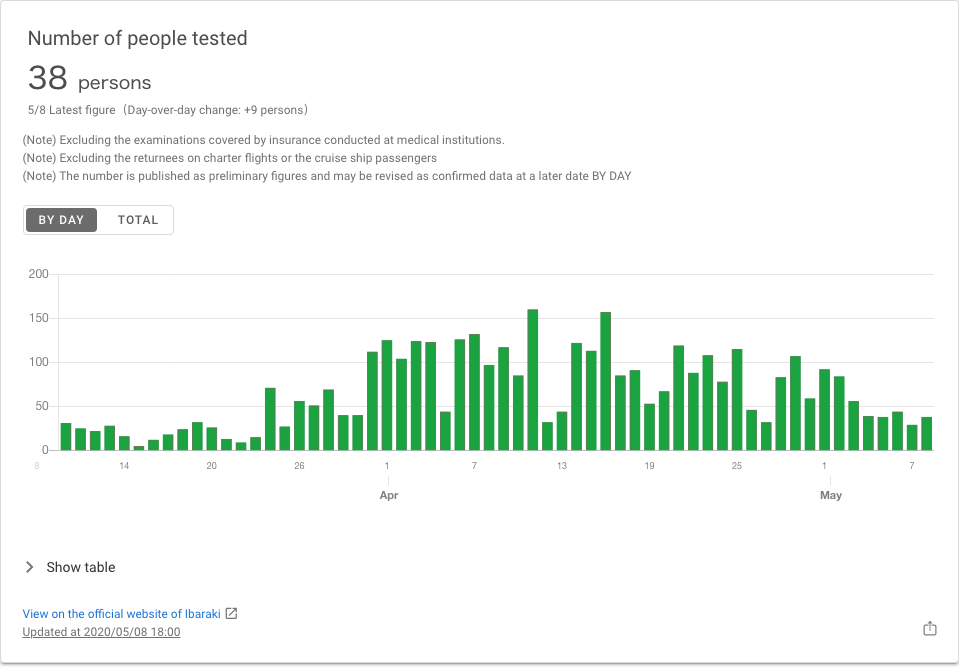 Number of people tested
38 persons
5/8 Latest figure（Day-over-day change: +9 persons）
(Note) Excluding the examinations covered by insurance conducted at medical institutions.
(Note) Excluding the returnees on charter flights or the cruise ship passengers
(Note) The number is published as preliminary figures and may be revised as confirmed data at a later date BY DAY
BY DAY TOTAL
200
150
100
50
0
8 14 20 26 1 7 13 19 25 1 7
Apr May
Show table
View on the official website of Ibaraki
Updated at 2020/05/08 18:00